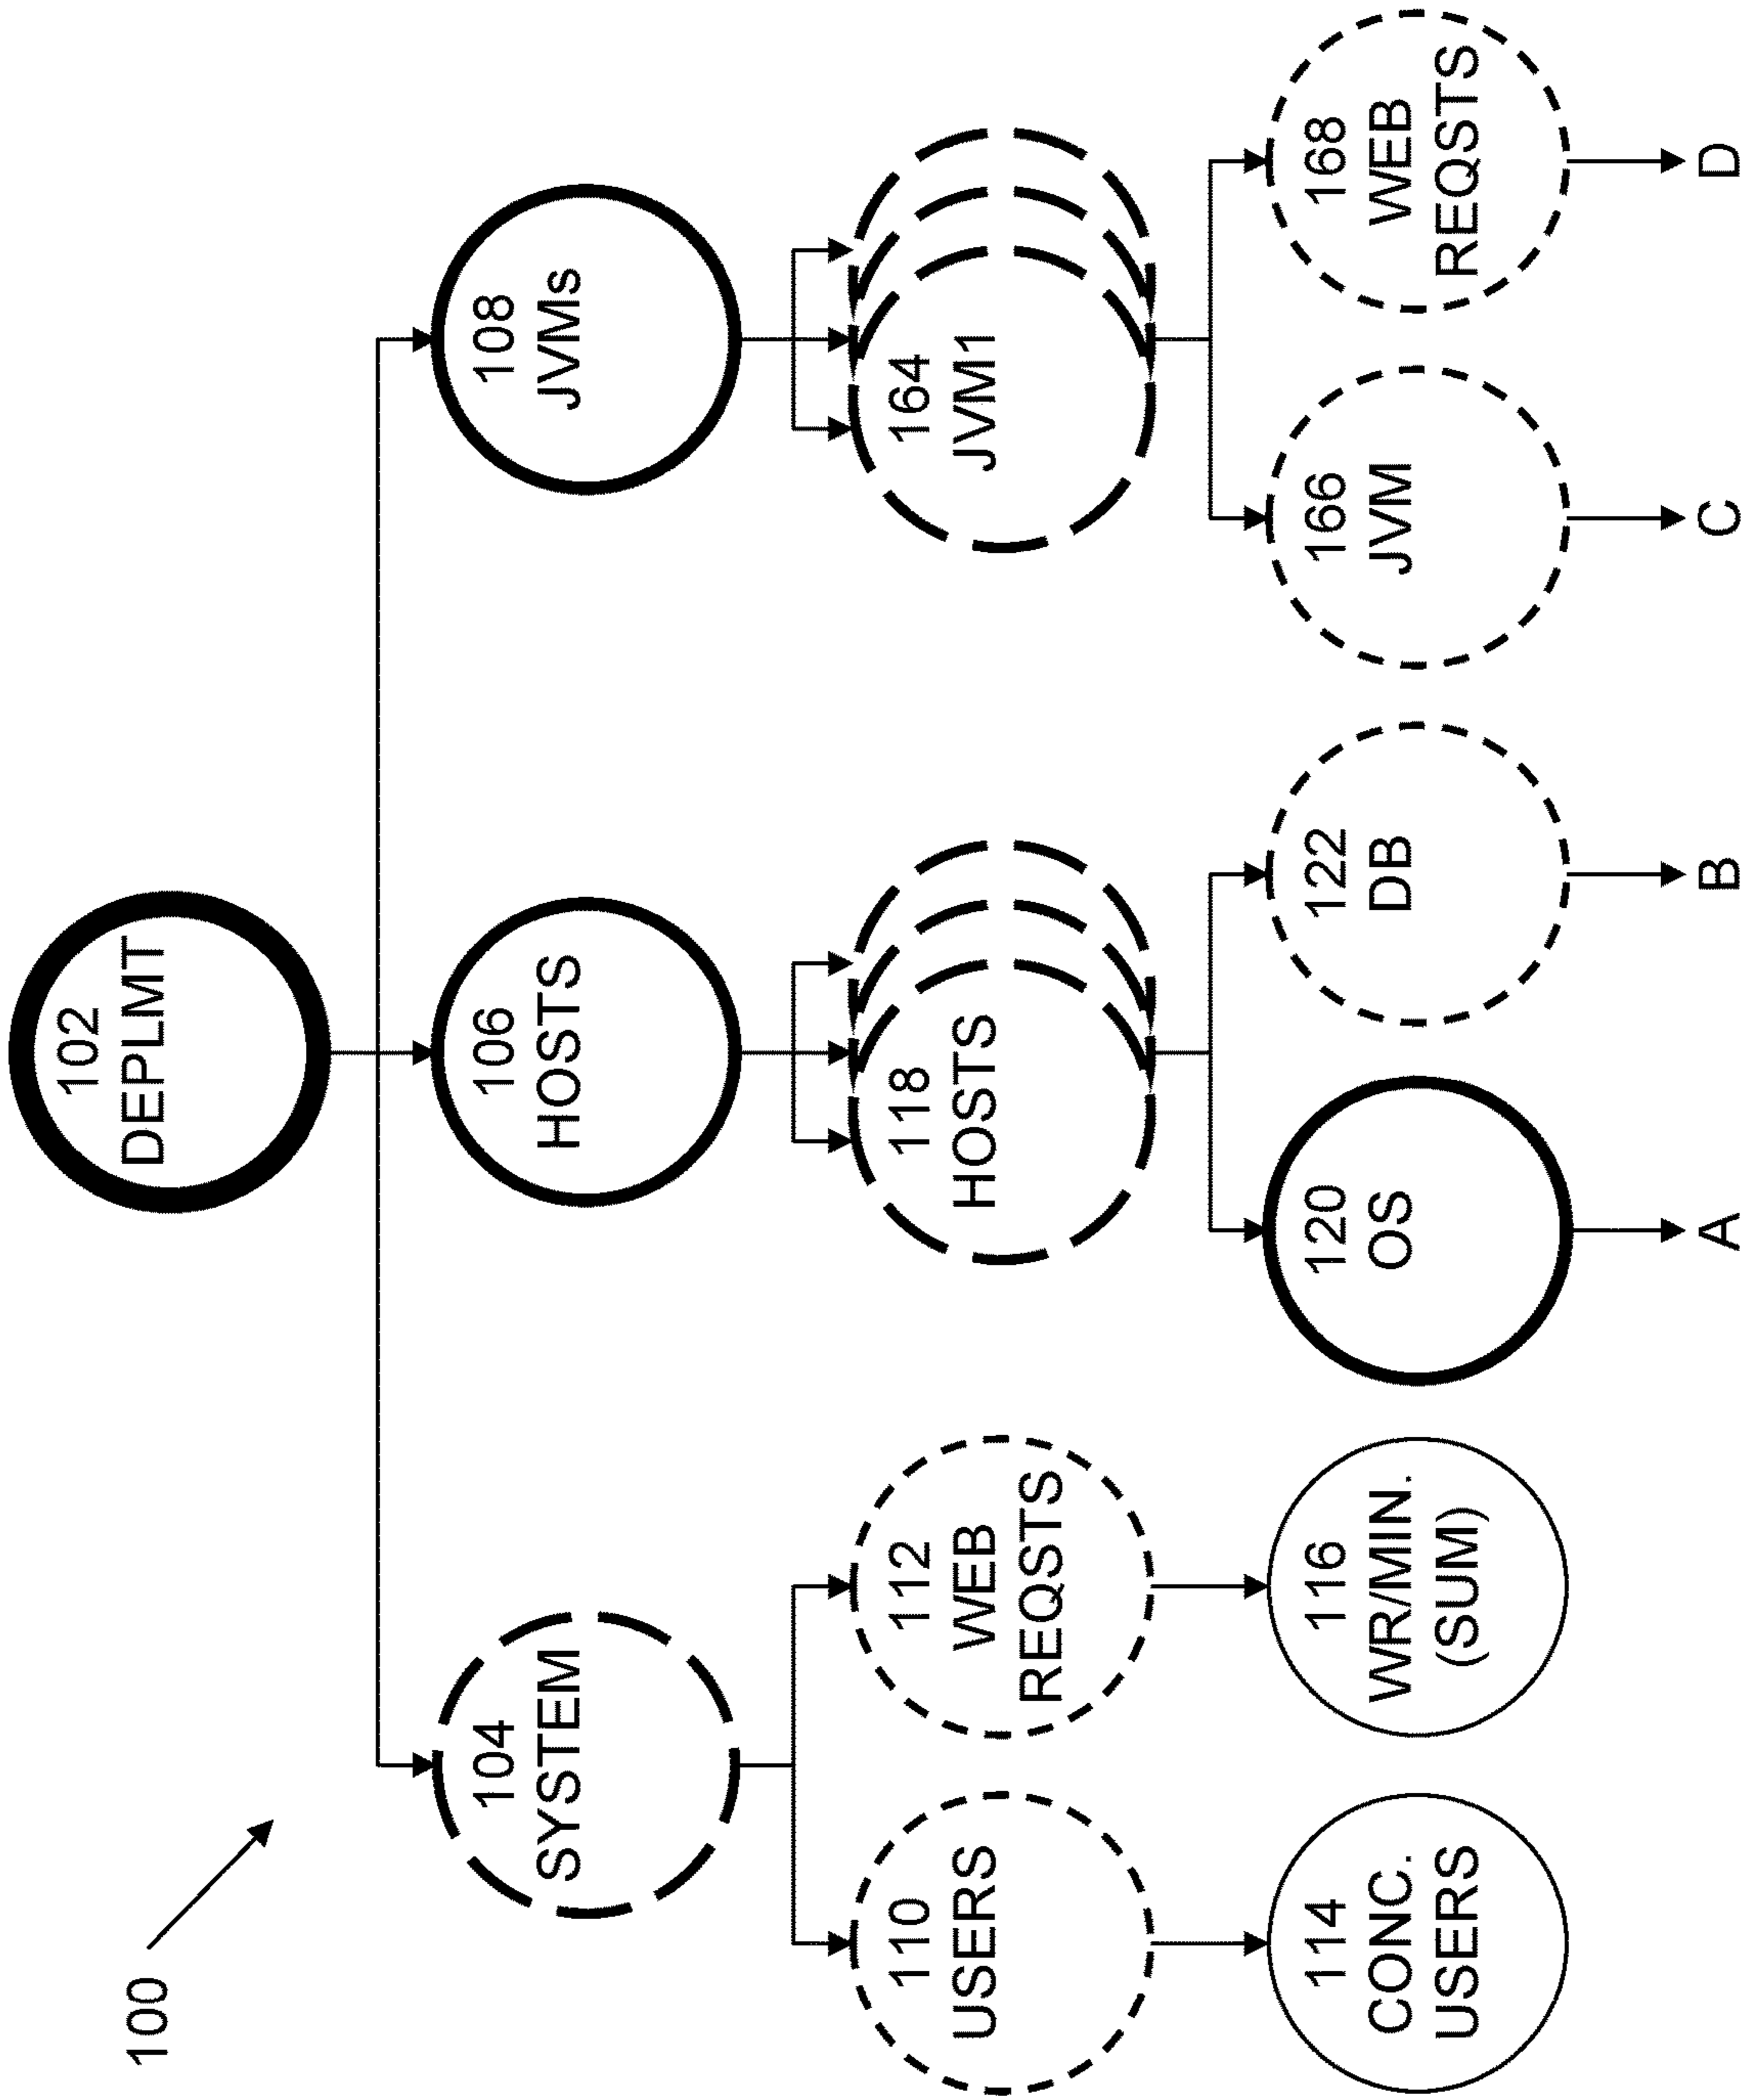 100
102
DEPLMT
104
SYSTEM
106
HOSTS
108
JVMs
110
USERS
112
WEB
REQSTS
118
HOSTS
164
JVM1
114
CONC.
USERS
116
WR/MIN.
(SUM)
120
OS
122
DB
166
JVM
168
WEB
REQSTS
A
B
C
D